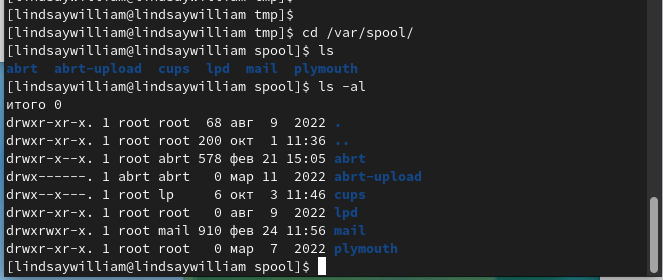 [lindsaywilliam@lindsaywilliam tmp]$
[lindsaywilliam@lindsaywilliam tmp]$ cd /var/spool/
[lindsaywilliam@lindsaywilliam spool]$ ls
abrt  abrt-upload  cups  lpd  mail  plymouth
[lindsaywilliam@lindsaywilliam spool]$ ls -al
итого 0
drwxr-xr-x. 1 root root  68 авг  9  2022 .
drwxr-xr-x. 1 root root 200 окт  1 11:36 ..
drwxr-x--x. 1 root abrt 578 фев 21 15:05 abrt
drwx------. 1 abrt abrt   0 мар 11  2022 abrt-upload
drwx--x---. 1 root lp     6 окт  3 11:46 cups
drwxr-xr-x. 1 root root   0 авг  9  2022 lpd
drwxrwxr-x. 1 root mail 910 фев 24 11:56 mail
drwxr-xr-x. 1 root root   0 мар  7  2022 plymouth
[lindsaywilliam@lindsaywilliam spool]$